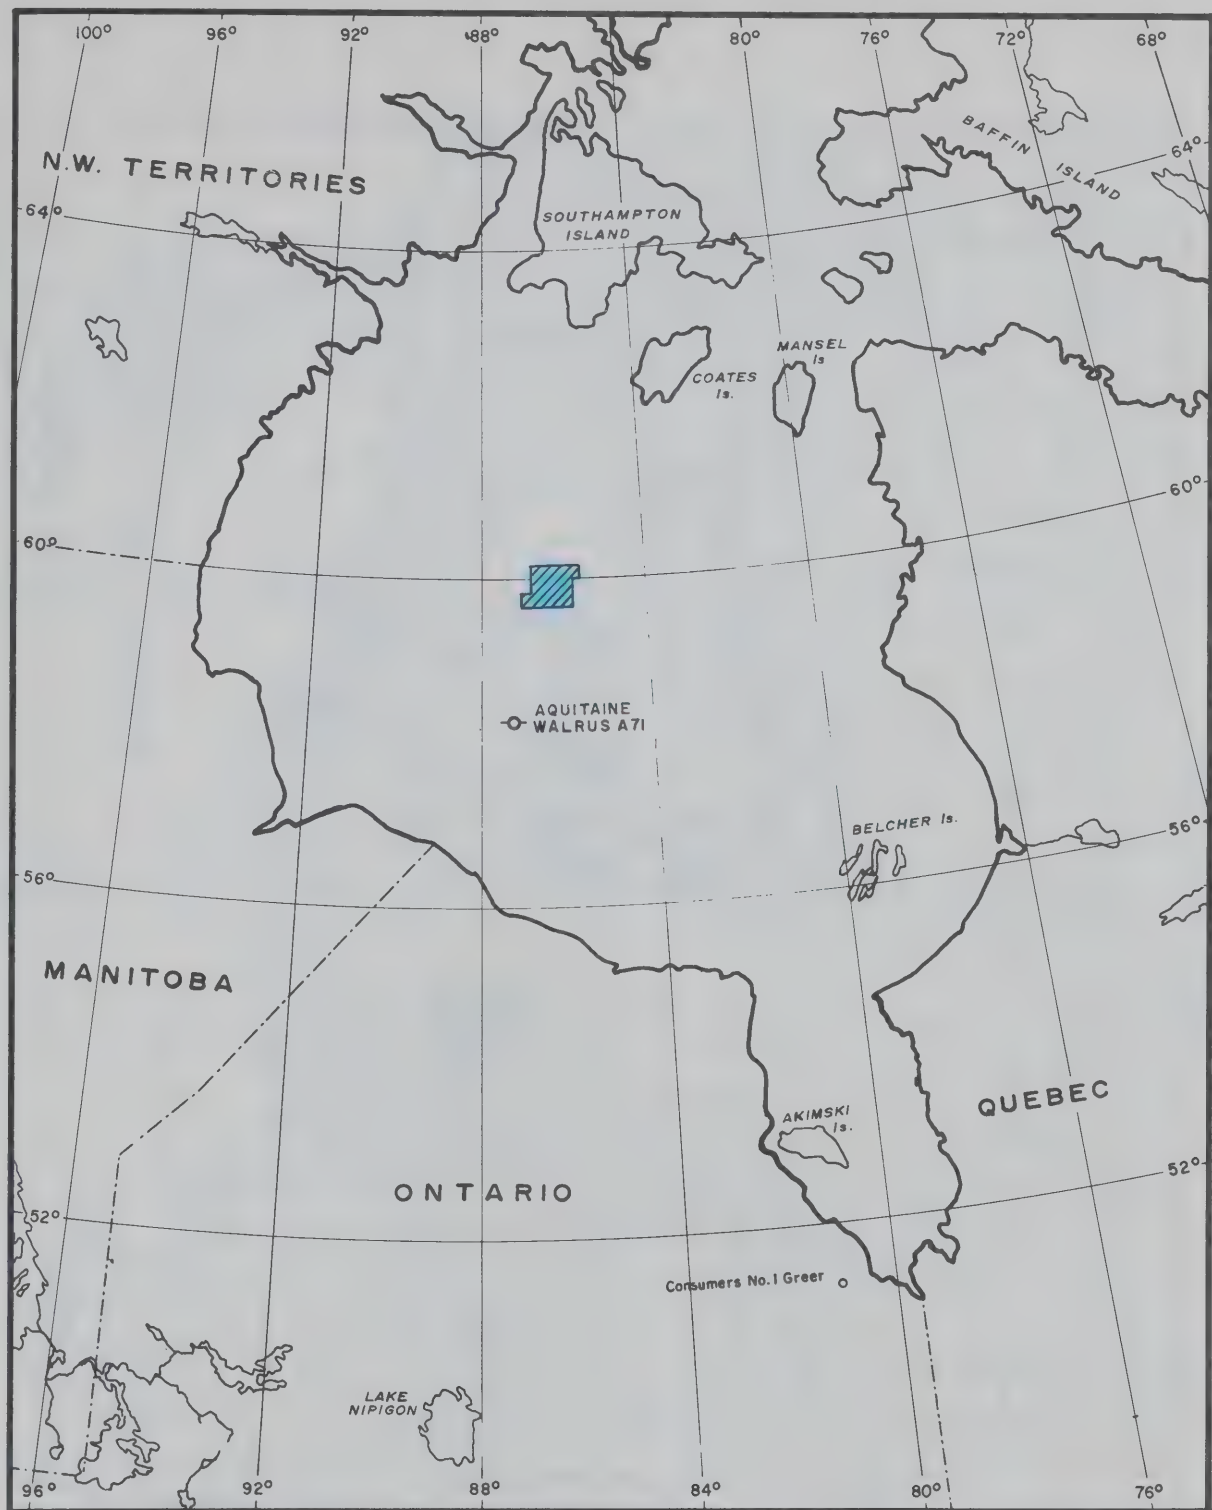 100° 96° 92° 88° 80° 76° 72° 68°
BAFFIN
ISLAND
64°
N.W. TERRITORIES
64°
SOUTHAMPTON
ISLAND
MANSEL
Is
COATES
Is.
60°
60°
AQUITAINE
WALRUS A71
BELCHER Is.
56°
56°
MANITOBA
QUEBEC
AKIMSKI
Is.
52°
ONTARIO
52°
Consumers No. 1 Greer
LAKE
NIPIGON
96° 92° 88° 84° 80° 76°